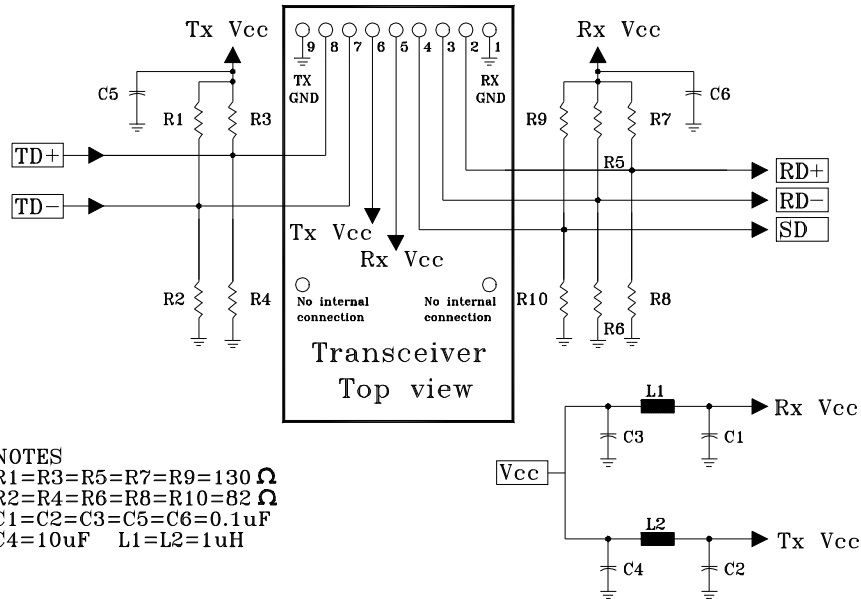 Tx Vcc
Rx Vcc
9 8 7 6 5 4 3 2 1
TX
GND
RX
GND
C5
R1
R3
R9
R7
C6
TD+
R5
RD+
TD-
RD-
SD
Tx Vcc
Rx Vcc
R2
R4
No internal
connection
No internal
connection
R10
R8
R6
Transceiver
Top view
L1
Rx Vcc
C3
C1
Vcc
L2
Tx Vcc
C4
C2
NOTES
R1=R3=R5=R7=R9=130 Ω
R2=R4=R6=R8=R10=82 Ω
C1=C2=C3=C5=C6=0.1uF
C4=10uF L1=L2=1uH